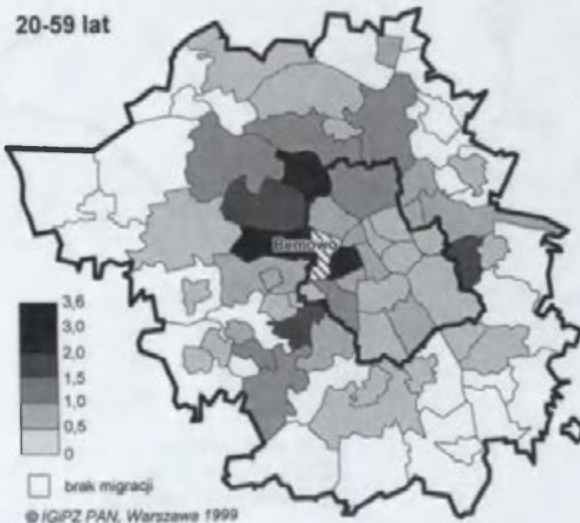 20-59 lat
Bemowo
3,6
3,0
2,0
1,5
1,0
0,5
0
brak migracji
© IGiPZ PAN, Warszawa 1999